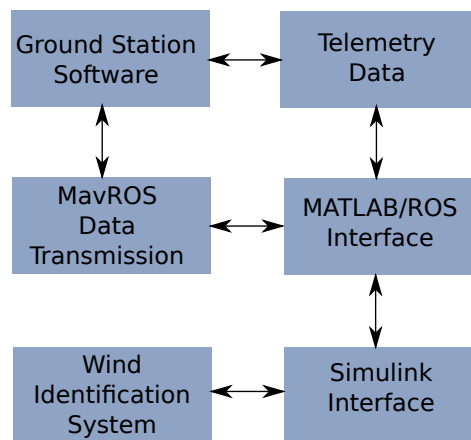 Ground Station
Software
Telemetry
Data
MavROS
Data
Transmission
MATLAB/ROS
Interface
Wind
Identification
System
Simulink
Interface